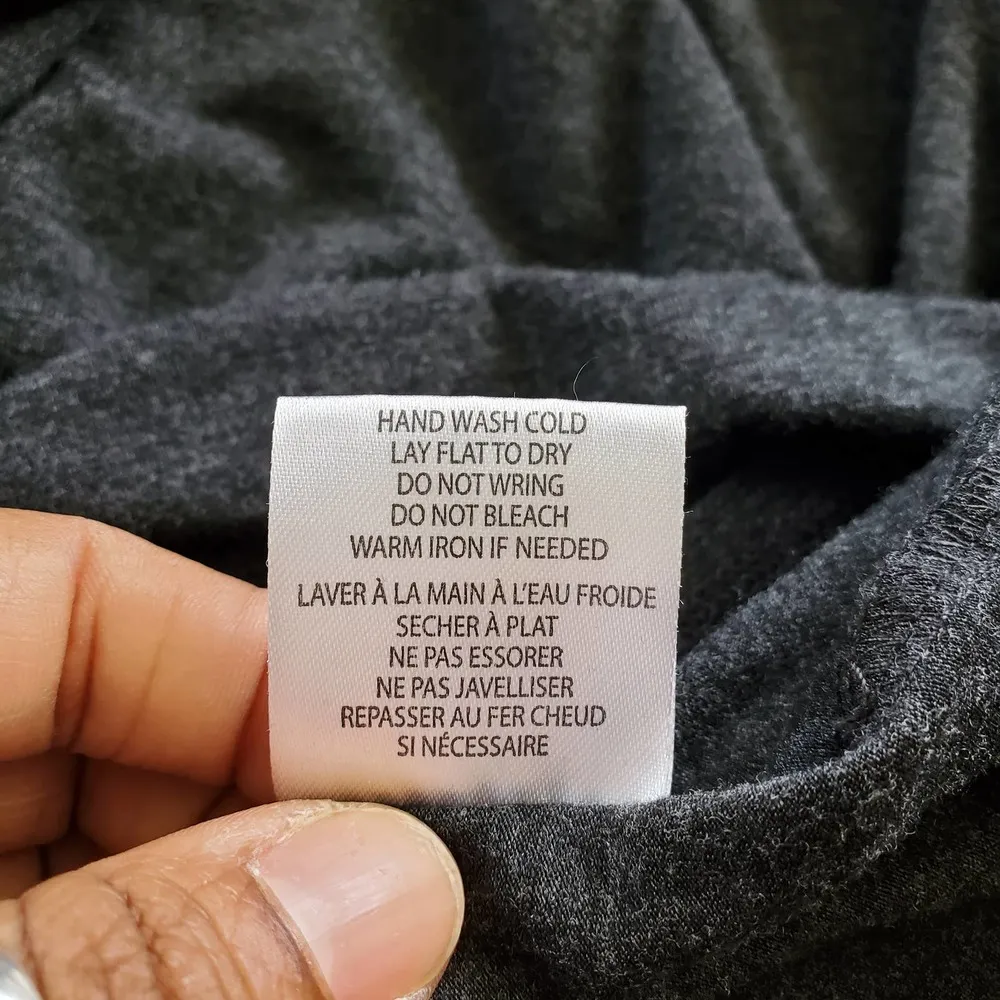 HAND WASH COLD
LAY FLAT TO DRY
DO NOT WRING
DO NOT BLEACH
WARM IRON IF NEEDED
LAVER À LA MAIN À L'EAU FROIDE
SECHER À PLAT
NE PAS ESSORER
NE PAS JAVELLISER
REPASSER AU FER CHEUD
SI NÉCESSAIRE